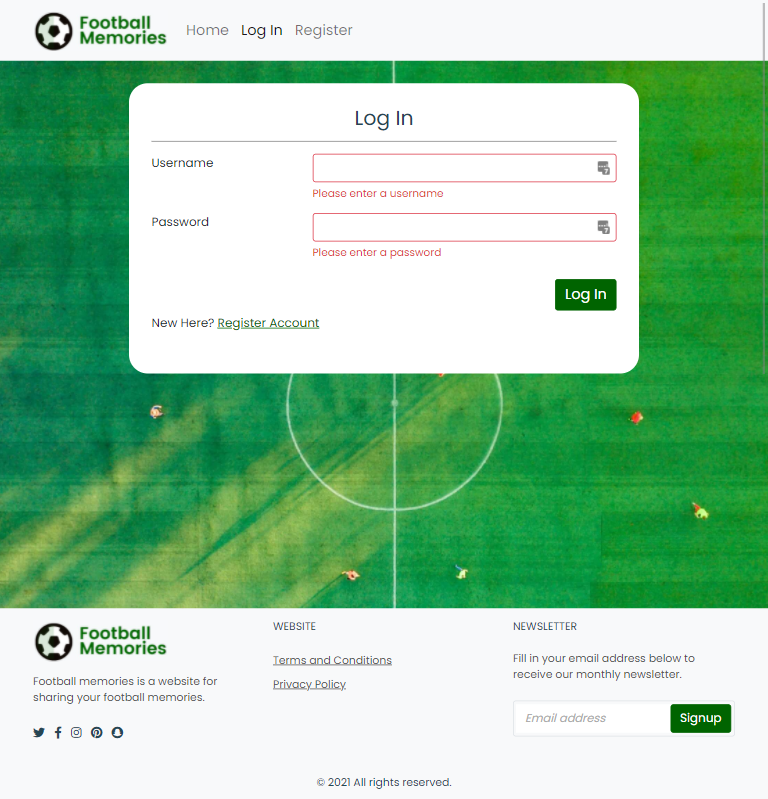 Football
Memories
Home Log In Register
Log In
Username
Please enter a username
Password
Please enter a password
Log In
New Here? Register Account
Football
Memories
Football memories is a website for
sharing your football memories.
WEBSITE
Terms and Conditions
Privacy Policy
NEWSLETTER
Fill in your email address below to
receive our monthly newsletter.
Email address
Signup
© 2021 All rights reserved.